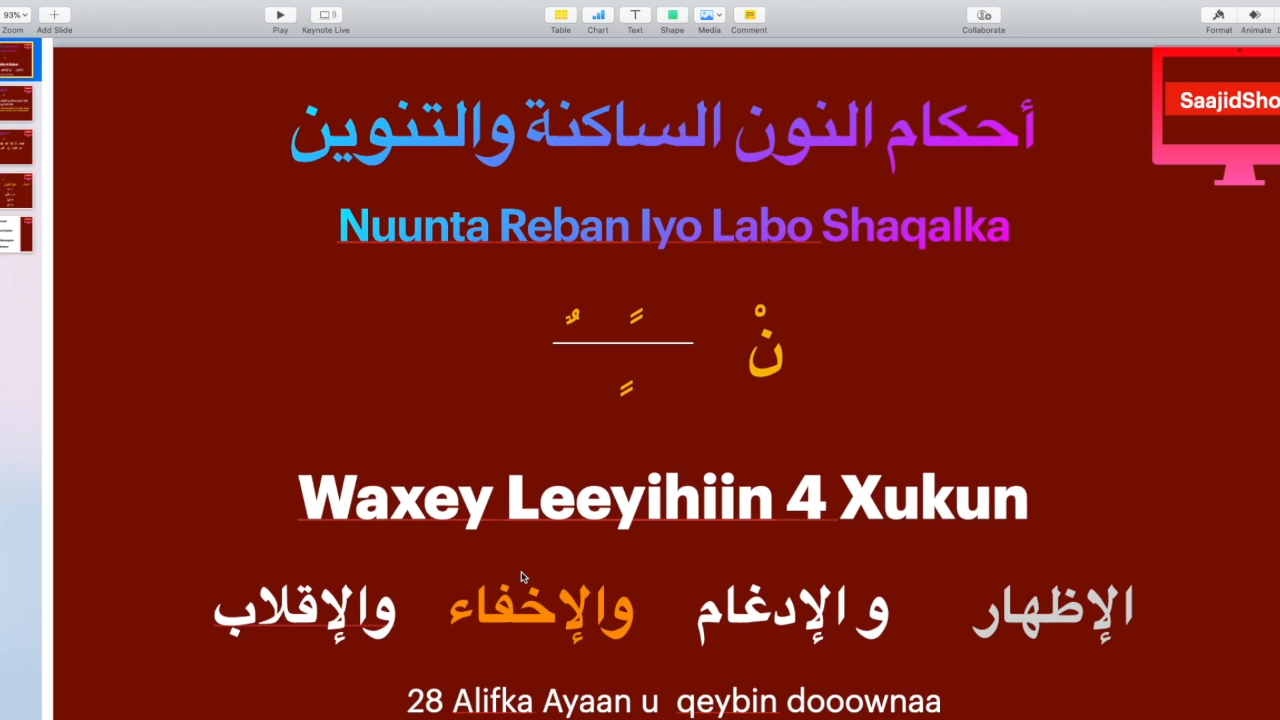 93%
Zoom
Add Slide
Play
Keynote Live
Table
Chart
Text
Shape
Media
Comment
Collaborate
Format
Animate
SaajidSho
أحكام النون الساكنة والتنوين
Nuunta Reban Iyo Labo Shaqalka
نْ ـً ـٌ
ـٍ
Waxey Leeyihiin 4 Xukun
الإظهار و الإدغام والإخفاء والإقلاب
28 Alifka Ayaan u qeybin dooownaa